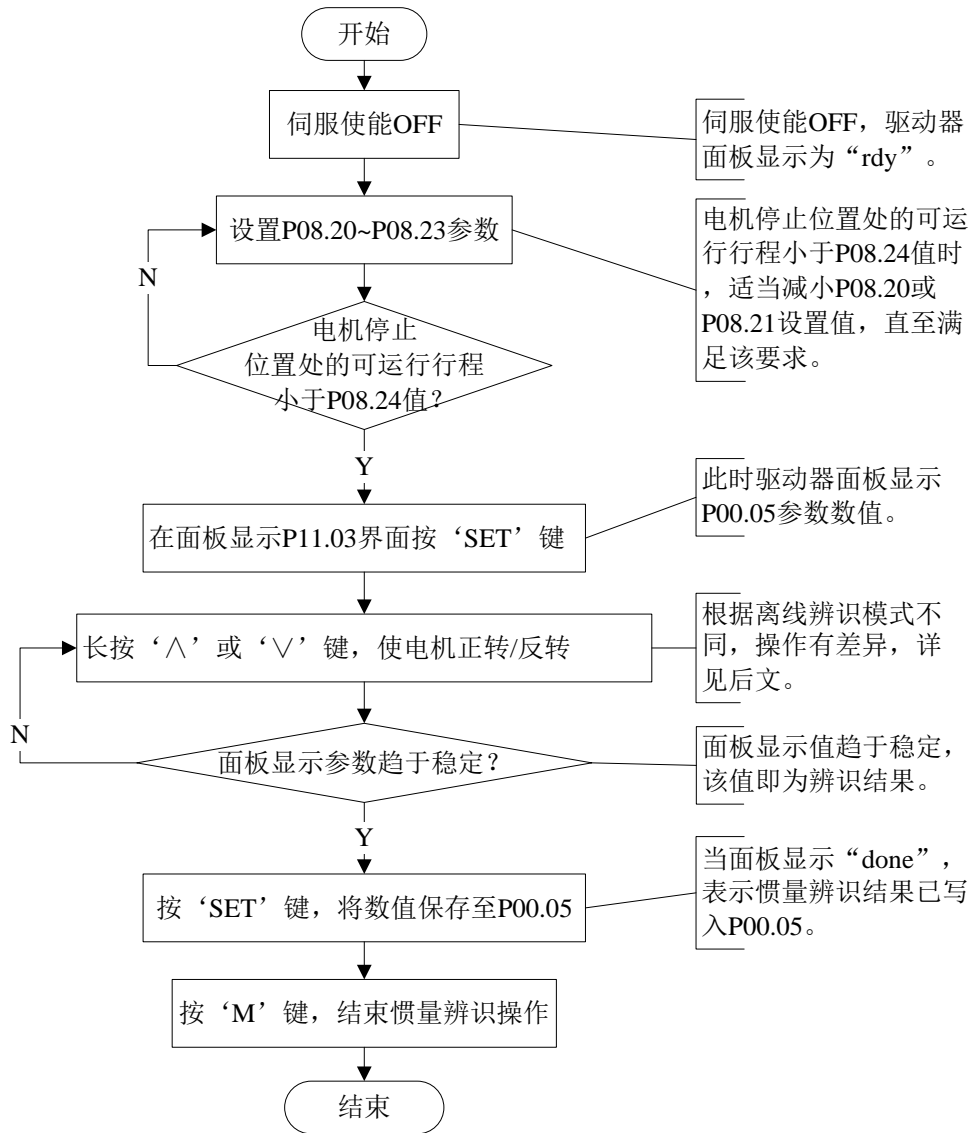 开始
伺服使能OFF
伺服使能OFF，驱动器
面板显示为“rdy”。
设置P08.20~P08.23参数
电机停止位置处的可运
行行程小于P08.24值时
，适当减小P08.20或
P08.21设置值，直至满
足该要求。
N
电机停止
位置处的可运行行程
小于P08.24值？
Y
在面板显示P11.03界面按‘SET’键
此时驱动器面板显示
P00.05参数数值。
长按‘∧’或‘∨’键，使电机正转/反转
根据离线辨识模式不
同，操作有差异，详
见后文。
N
面板显示参数趋于稳定？
面板显示值趋于稳定，
该值即为辨识结果。
Y
按‘SET’键，将数值保存至P00.05
当面板显示“done”，
表示惯量辨识结果已写
入P00.05。
按‘M’键，结束惯量辨识操作
结束